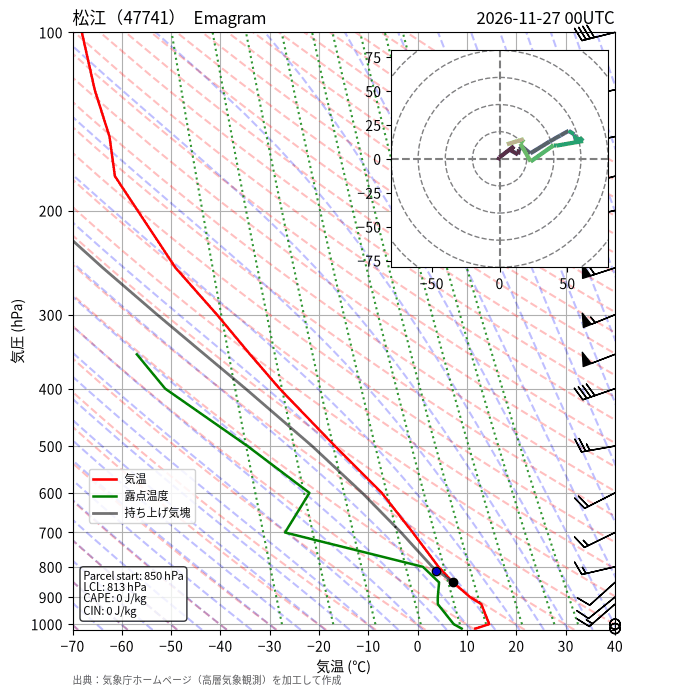 松江（47741） Emagram
2026-11-27 00UTC
100
200
300
400
500
600
700
800
900
1000
気圧 (hPa)
75
50
25
0
−25
−50
−75
−50
0
50
気温
露点温度
持ち上げ気塊
Parcel start: 850 hPa
LCL: 813 hPa
CAPE: 0 J/kg
CIN: 0 J/kg
−70
−60
−50
−40
−30
−20
−10
0
10
20
30
40
気温 (°C)
出典：気象庁ホームページ（高層気象観測）を加工して作成